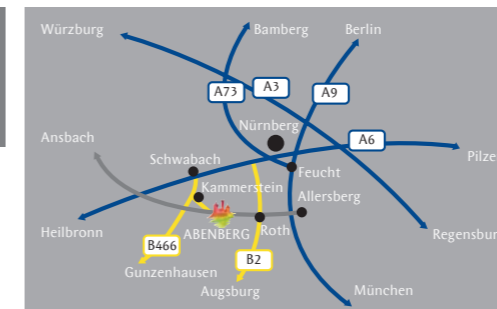 Würzburg
Bamberg
Berlin
A73
A3
A9
Nürnberg
A6
Ansbach
Schwabach
Pilze
Feucht
Kammerstein
Allersberg
Heilbronn
ABENBERG
Roth
Regensbur
B466
B2
Gunzenhausen
Augsburg
München